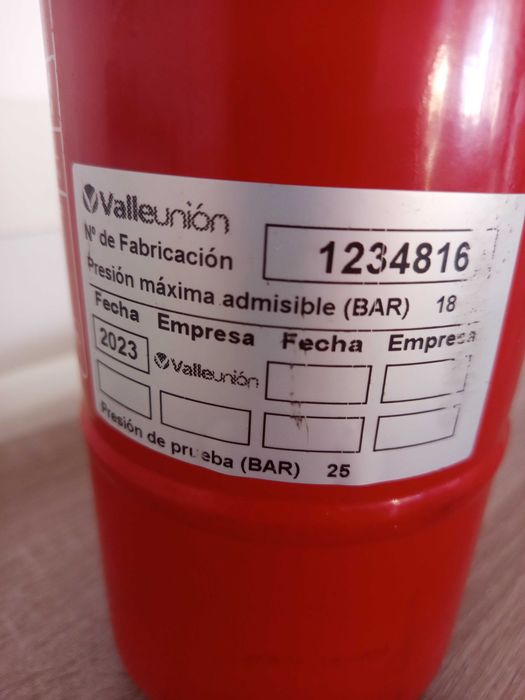 Valleunión
Nº de Fabricación 1234816
Presión máxima admisible (BAR) 18
Fecha Empresa Fecha Empresa
2023 Valleunión
Presión de prueba (BAR) 25